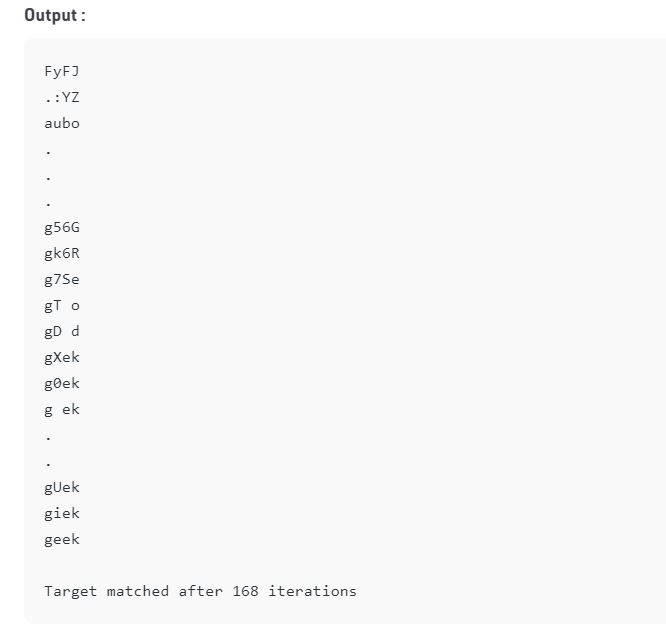 Output :
FyFJ
.:YZ
aubo
.
.
.
g56G
gk6R
g7Se
gT o
gD d
gXek
g0ek
g ek
.
.
gUek
giek
geek
Target matched after 168 iterations